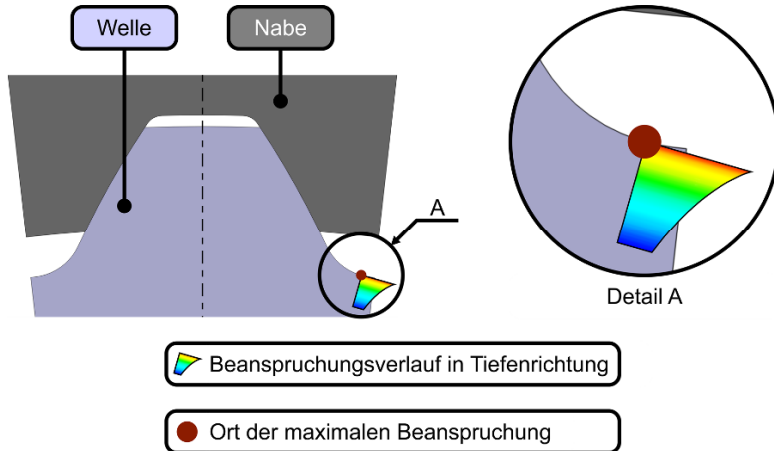 Welle
Nabe
A
Detail A
Beanspruchungsverlauf in Tiefenrichtung
Ort der maximalen Beanspruchung